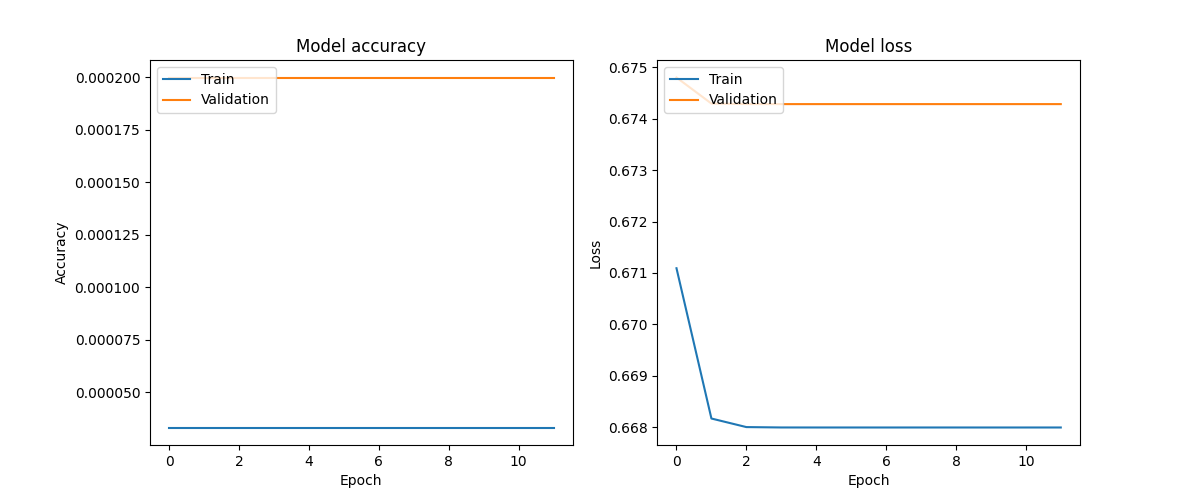 Model accuracy
0.000200
0.000175
0.000150
0.000125
0.000100
0.000075
0.000050
Accuracy
Train
Validation
0 2 4 6 8 10
Epoch
Model loss
0.675
0.674
0.673
0.672
0.671
0.670
0.669
0.668
Loss
Train
Validation
0 2 4 6 8 10
Epoch